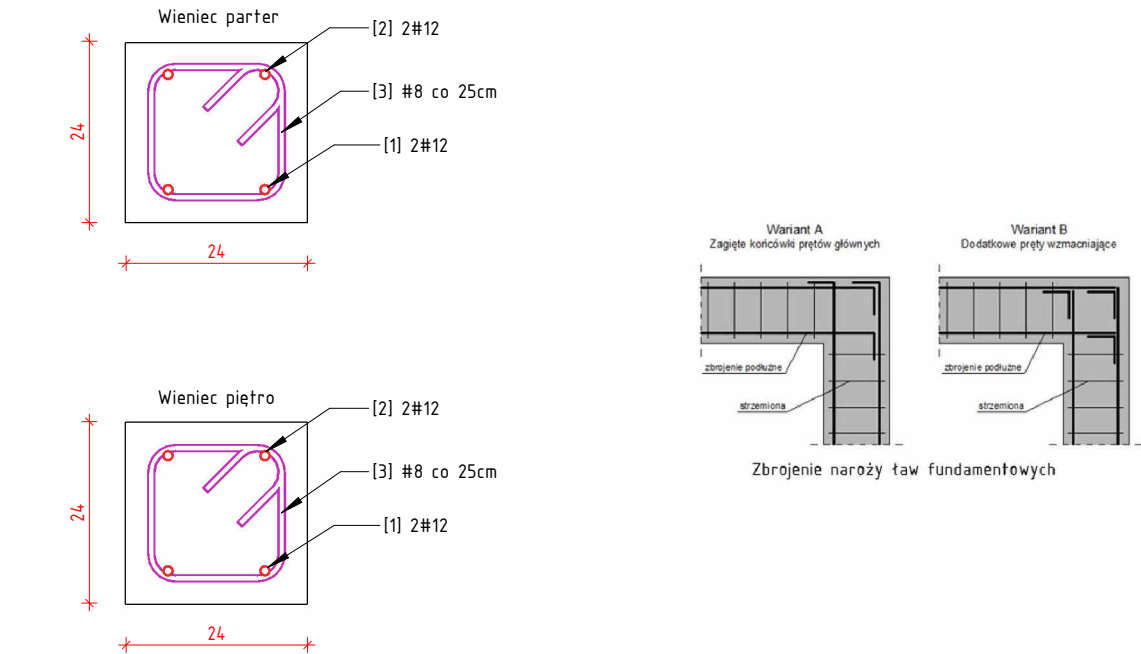 Wieniec parter
[2] 2#12
[3] #8 co 25cm
[1] 2#12
24
24
Wieniec piętro
[2] 2#12
[3] #8 co 25cm
[1] 2#12
24
24
Wariant A
Zagięte końcówki prętów głównych
zbrojenie podłużne
strzemiona
Wariant B
Dodatkowe pręty wzmacniające
zbrojenie podłużne
strzemiona
Zbrojenie naroży ław fundamentowych